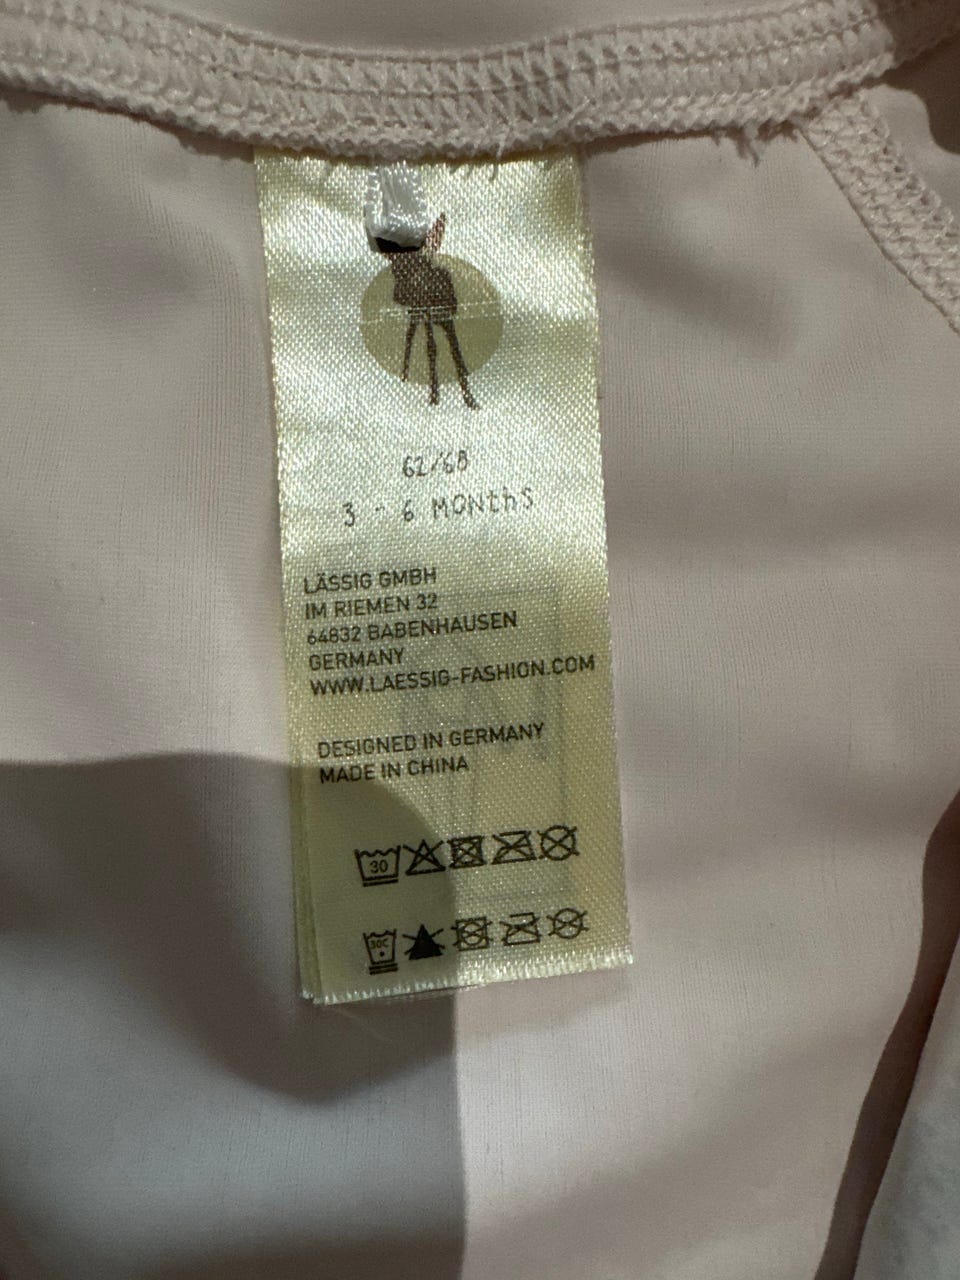 62/68
3 - 6 MONthS
LÄSSIG GMBH
IM RIEMEN 32
64832 BABENHAUSEN
GERMANY
WWW.LAESSIG-FASHION.COM
DESIGNED IN GERMANY
MADE IN CHINA
30
30C